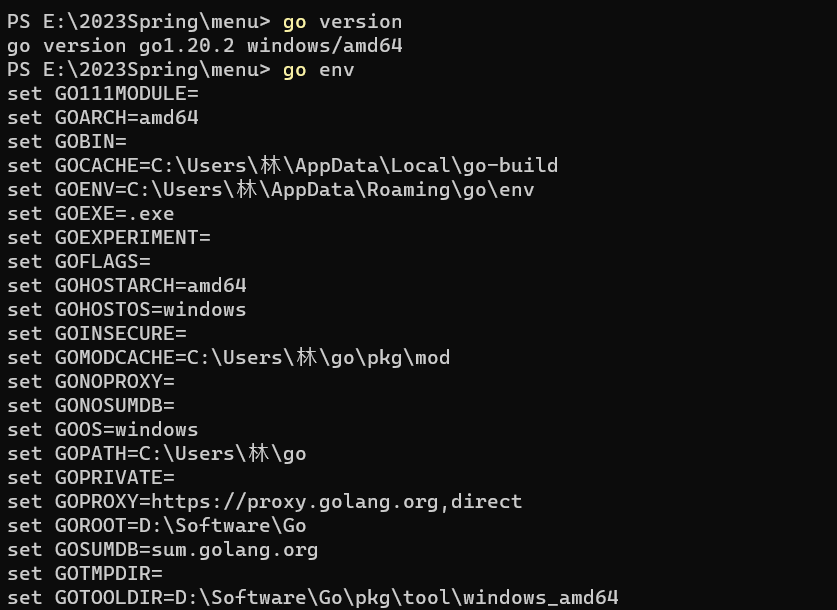 PS E:\2023Spring\menu> go version
go version go1.20.2 windows/amd64
PS E:\2023Spring\menu> go env
set GO111MODULE=
set GOARCH=amd64
set GOBIN=
set GOCACHE=C:\Users\林\AppData\Local\go-build
set GOENV=C:\Users\林\AppData\Roaming\go\env
set GOEXE=.exe
set GOEXPERIMENT=
set GOFLAGS=
set GOHOSTARCH=amd64
set GOHOSTOS=windows
set GOINSECURE=
set GOMODCACHE=C:\Users\林\go\pkg\mod
set GONOPROXY=
set GONOSUMDB=
set GOOS=windows
set GOPATH=C:\Users\林\go
set GOPRIVATE=
set GOPROXY=https://proxy.golang.org,direct
set GOROOT=D:\Software\Go
set GOSUMDB=sum.golang.org
set GOTMPDIR=
set GOTOOLDIR=D:\Software\Go\pkg\tool\windows_amd64